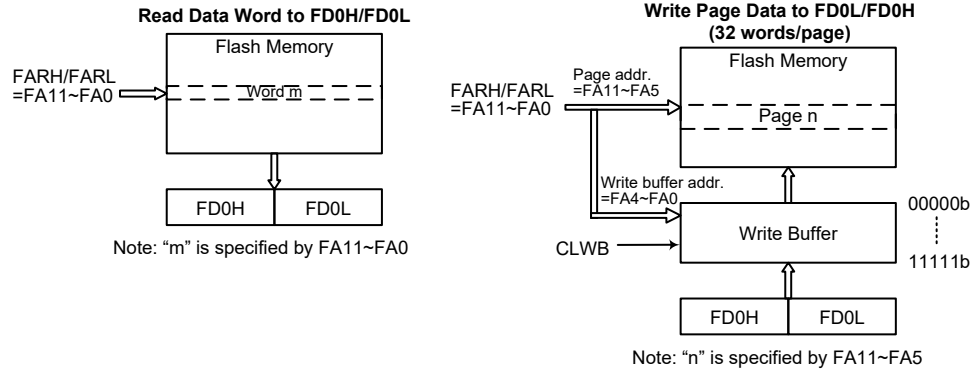 Read Data Word to FD0H/FD0L
Flash Memory
FARH/FARL
=FA11~FA0
Word m
FD0H
FD0L
Note: “m” is specified by FA11~FA0
Write Page Data to FD0L/FD0H
(32 words/page)
Flash Memory
FARH/FARL
=FA11~FA0
Page addr.
=FA11~FA5
Page n
Write buffer addr.
=FA4~FA0
Write Buffer
00000b
11111b
CLWB
FD0H
FD0L
Note: “n” is specified by FA11~FA5